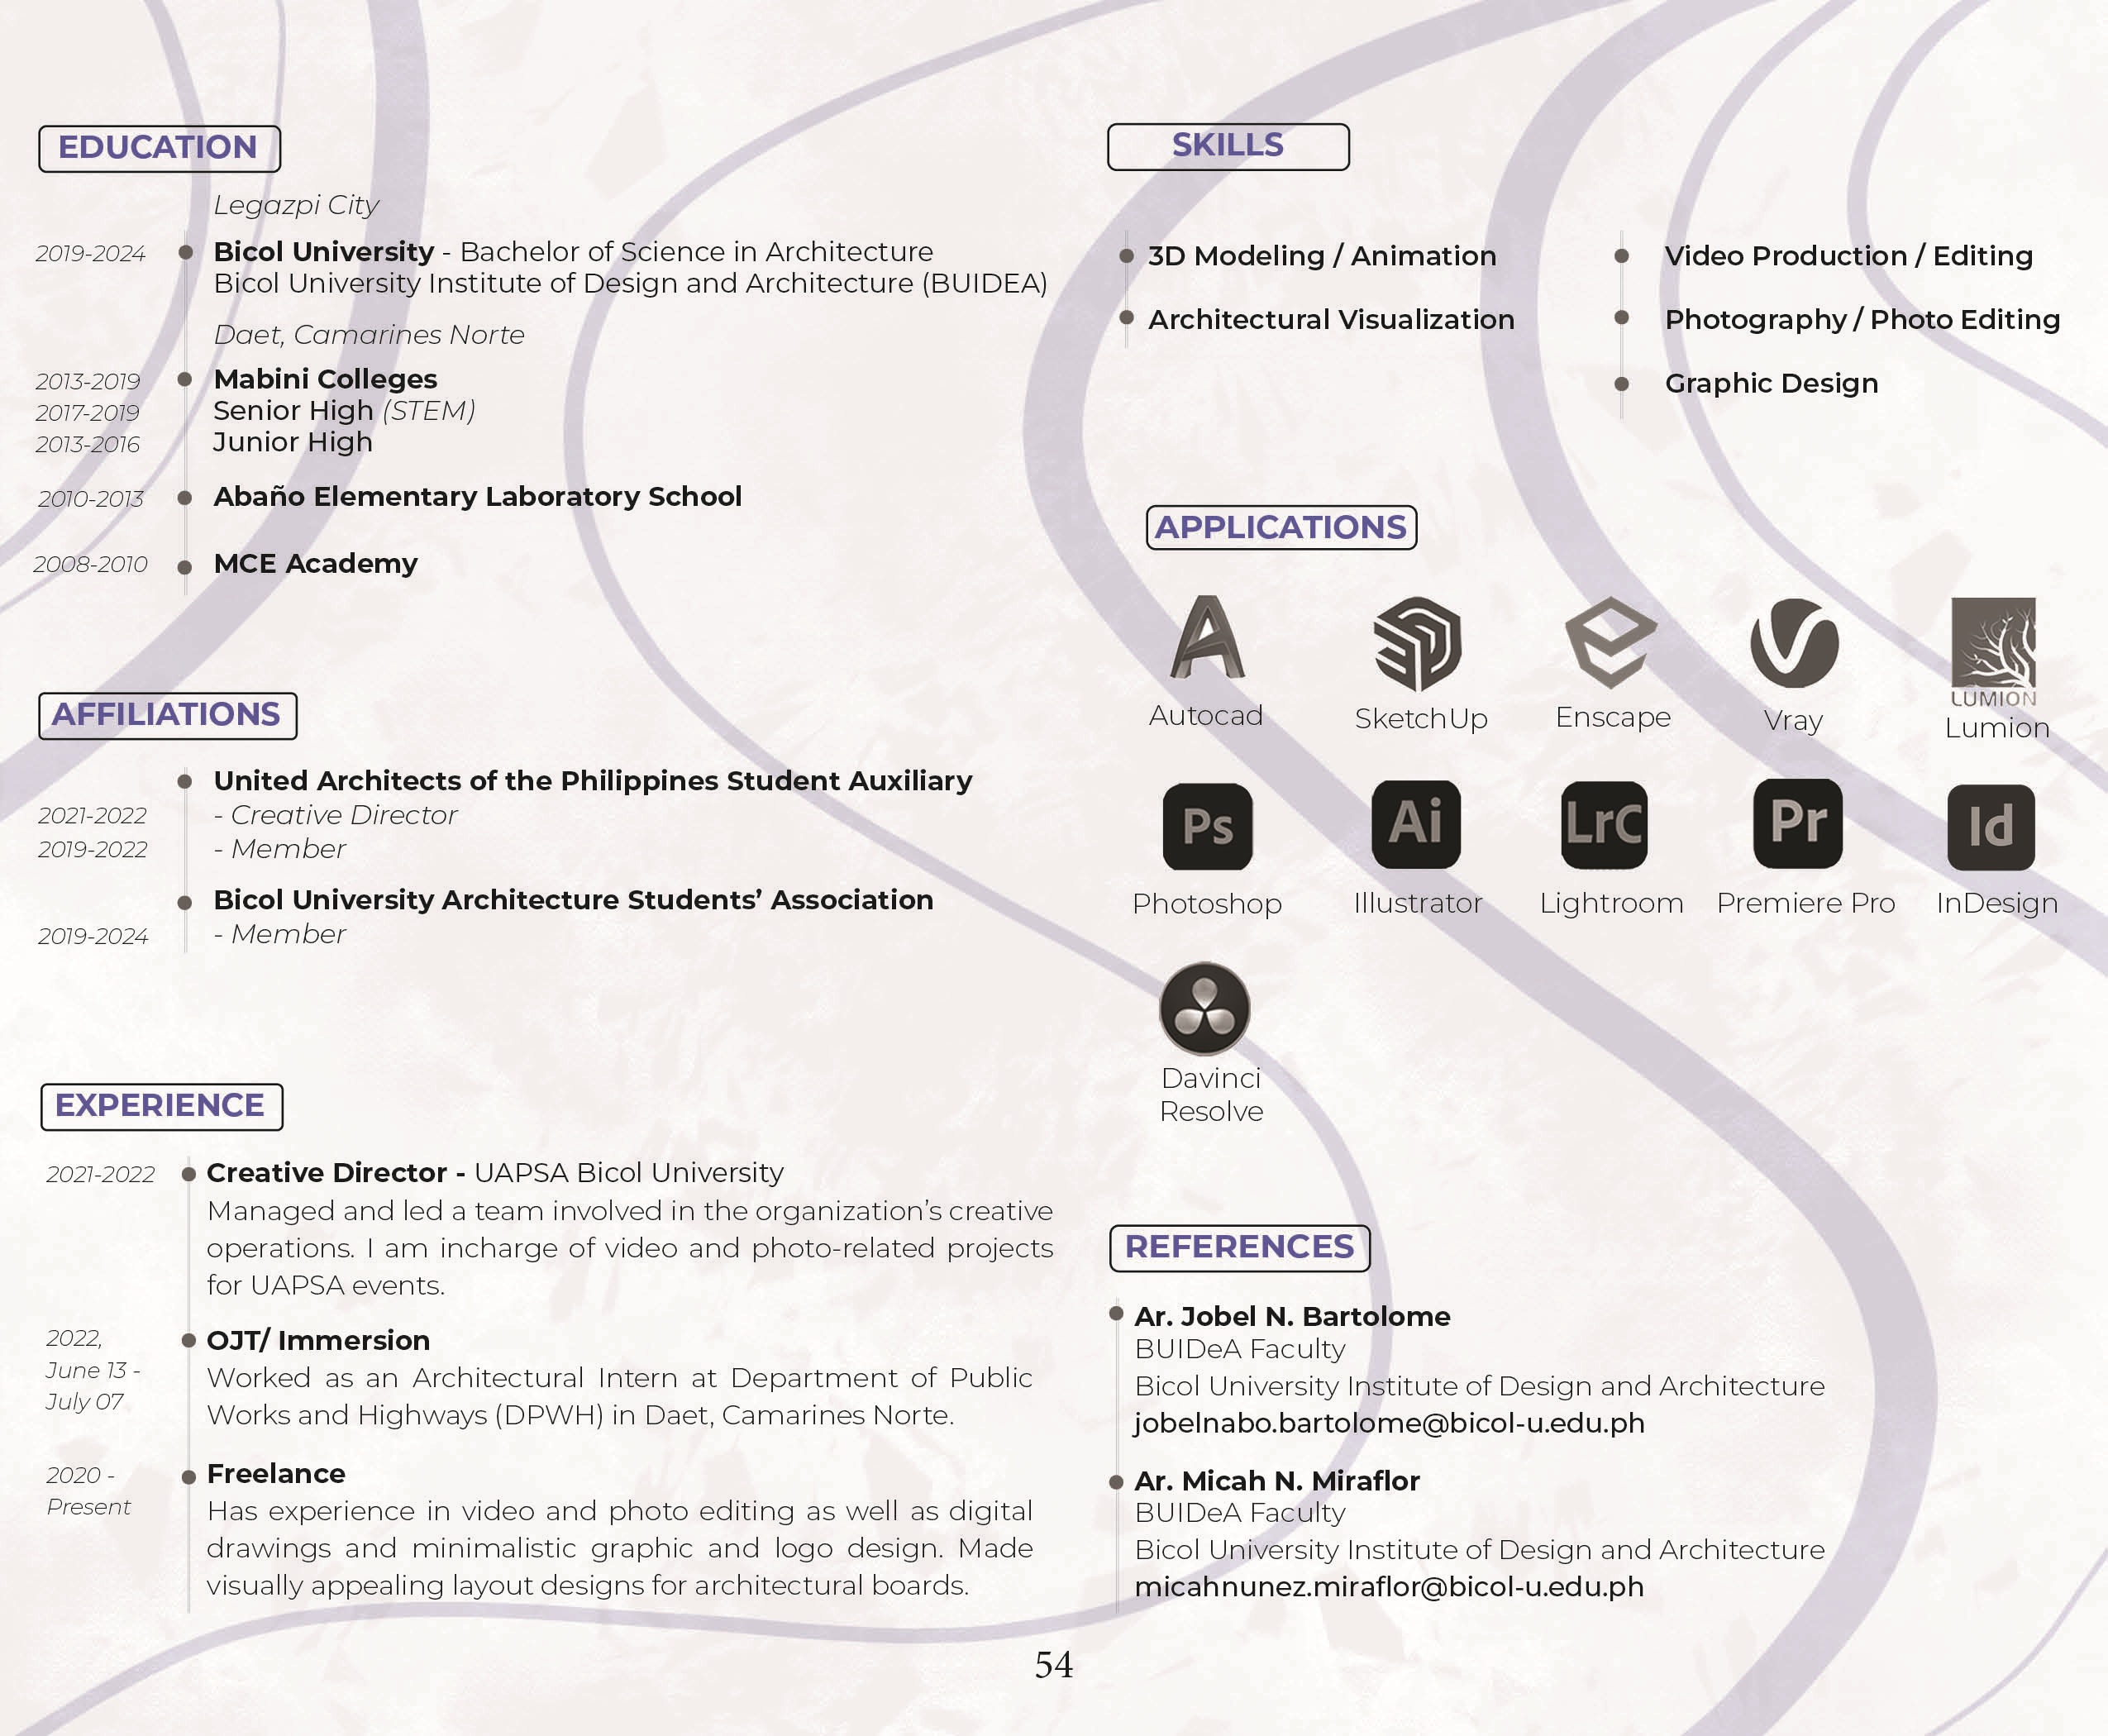 EDUCATION
Legazpi City
2019-2024
Bicol University - Bachelor of Science in Architecture
Bicol University Institute of Design and Architecture (BUIDEA)
Daet, Camarines Norte
2013-2019
Mabini Colleges
2017-2019
Senior High (STEM)
2013-2016
Junior High
2010-2013
Abaño Elementary Laboratory School
2008-2010
MCE Academy
AFFILIATIONS
United Architects of the Philippines Student Auxiliary
2021-2022
- Creative Director
2019-2022
- Member
Bicol University Architecture Students’ Association
2019-2024
- Member
EXPERIENCE
2021-2022
Creative Director - UAPSA Bicol University
Managed and led a team involved in the organization’s creative
operations. I am incharge of video and photo-related projects
for UAPSA events.
2022,
June 13 -
July 07
OJT/ Immersion
Worked as an Architectural Intern at Department of Public
Works and Highways (DPWH) in Daet, Camarines Norte.
2020 -
Present
Freelance
Has experience in video and photo editing as well as digital
drawings and minimalistic graphic and logo design. Made
visually appealing layout designs for architectural boards.
SKILLS
3D Modeling / Animation
Architectural Visualization
Video Production / Editing
Photography / Photo Editing
Graphic Design
APPLICATIONS
LUMION
Autocad
SketchUp
Enscape
Vray
Lumion
Ps
Ai
LrC
Pr
Id
Photoshop
Illustrator
Lightroom
Premiere Pro
InDesign
Davinci
Resolve
REFERENCES
Ar. Jobel N. Bartolome
BUIDeA Faculty
Bicol University Institute of Design and Architecture
jobelnabo.bartolome@bicol-u.edu.ph
Ar. Micah N. Miraflor
BUIDeA Faculty
Bicol University Institute of Design and Architecture
micahnunez.miraflor@bicol-u.edu.ph
54